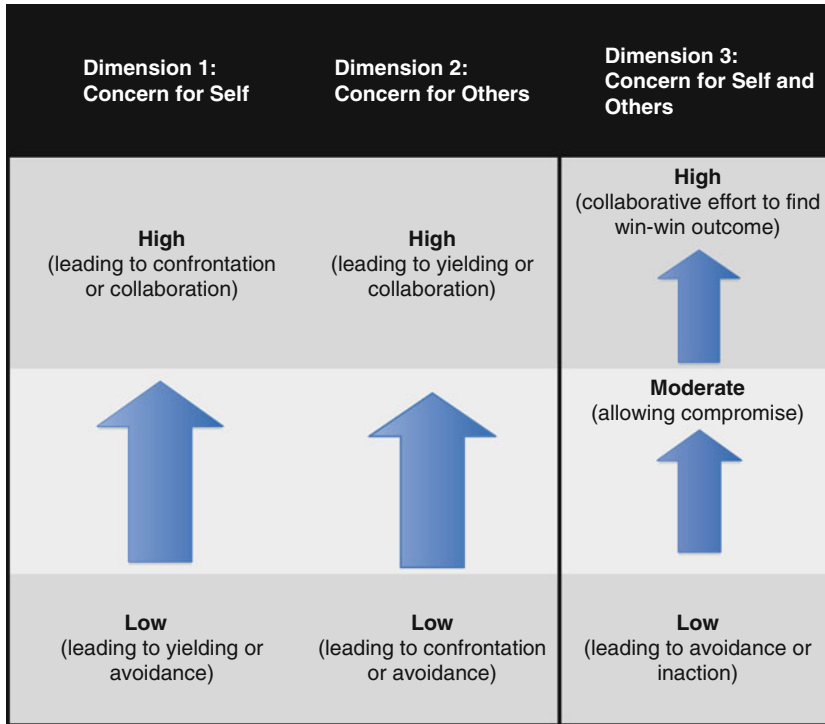 Dimension 1:
Concern for Self
Dimension 2:
Concern for Others
Dimension 3:
Concern for Self and
Others
High
(leading to confrontation
or collaboration)
High
(leading to yielding or
collaboration)
High
(collaborative effort to find
win-win outcome)
Moderate
(allowing compromise)
Low
(leading to yielding or
avoidance)
Low
(leading to confrontation
or avoidance)
Low
(leading to avoidance or
inaction)